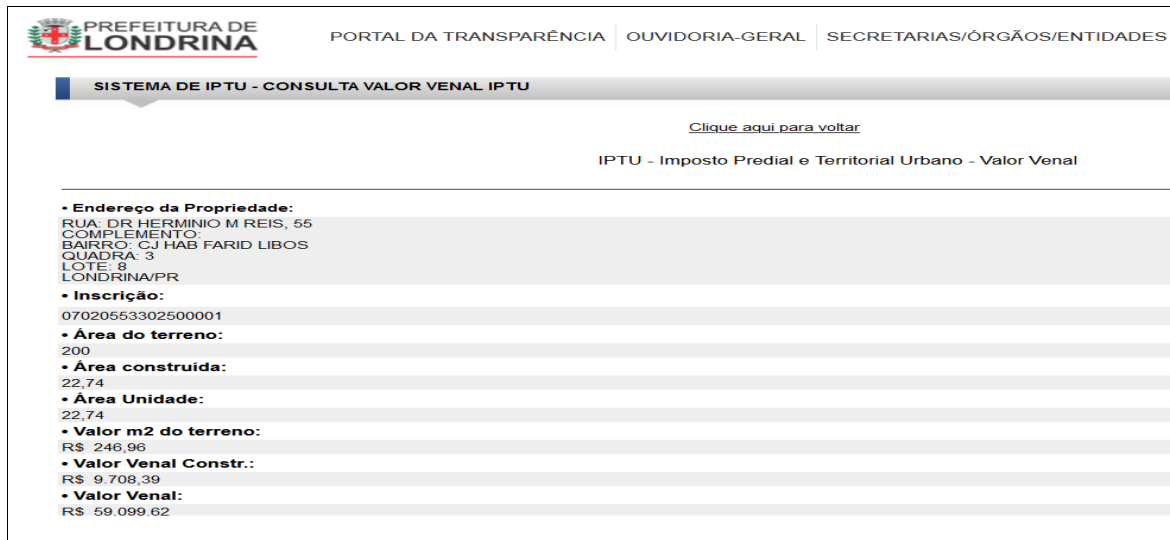 PREFEITURA DE
LONDRINA
PORTAL DA TRANSPARÊNCIA OUVIDORIA-GERAL SECRETARIAS/ÓRGÃOS/ENTIDADES
SISTEMA DE IPTU - CONSULTA VALOR VENAL IPTU
Clique aqui para voltar
IPTU - Imposto Predial e Territorial Urbano - Valor Venal
• Endereço da Propriedade:
RUA: DR HERMINIO M REIS, 55
COMPLEMENTO:
BAIRRO: CJ HAB FARID LIBOS
QUADRA: 3
LOTE: 8
LONDRINA/PR
• Inscrição:
07020553302500001
• Área do terreno:
200
• Área construída:
22,74
• Área Unidade:
22,74
• Valor m2 do terreno:
R$ 246,96
• Valor Venal Constr.:
R$ 9.708,39
• Valor Venal:
R$ 59.099,62